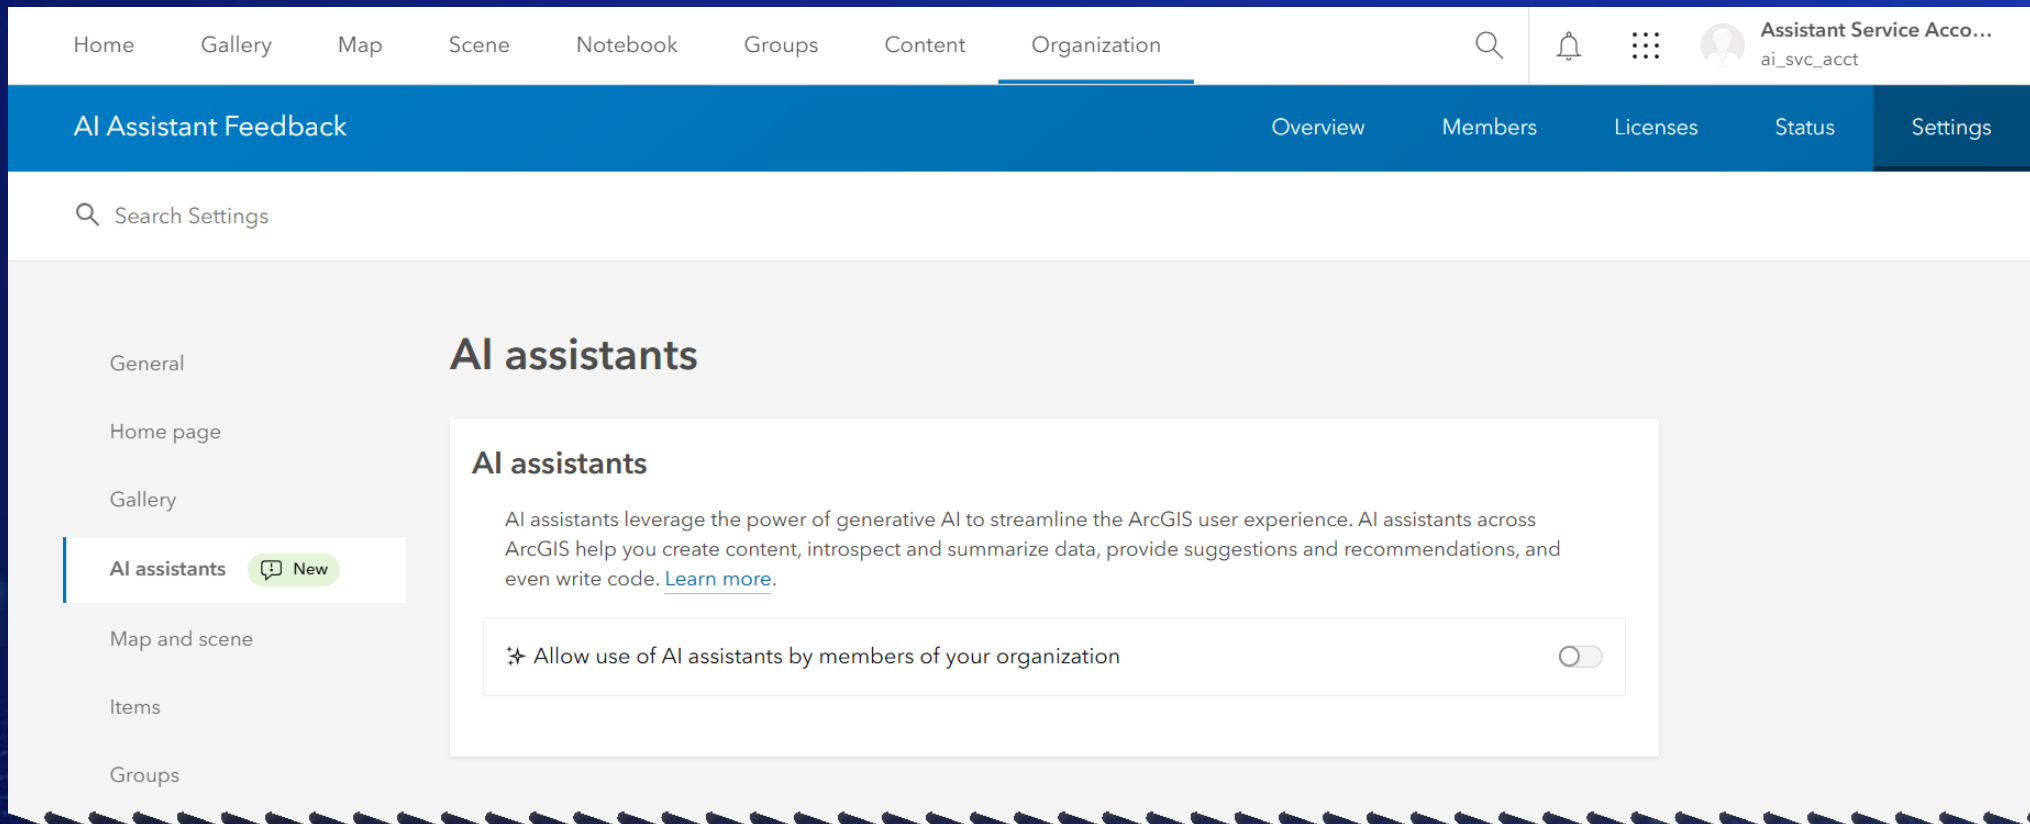 Home Gallery Map Scene Notebook Groups Content Organization
Assistant Service Acco...
ai_svc_acct
AI Assistant Feedback
Overview Members Licenses Status Settings
Search Settings
General
Home page
Gallery
AI assistants New
Map and scene
Items
Groups
AI assistants
AI assistants
AI assistants leverage the power of generative AI to streamline the ArcGIS user experience. AI assistants across
ArcGIS help you create content, introspect and summarize data, provide suggestions and recommendations, and
even write code. Learn more.
Allow use of AI assistants by members of your organization